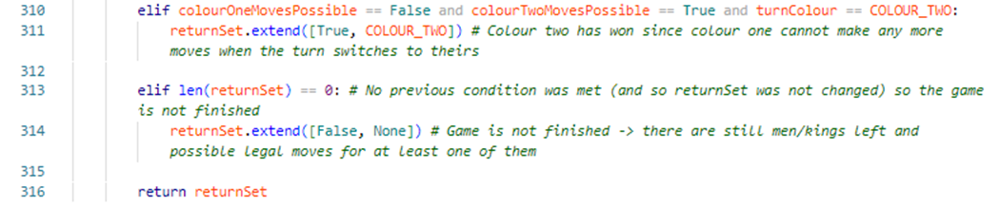 310 elif colourOneMovesPossible == False and colourTwoMovesPossible == True and turnColour == COLOUR_TWO:
311 returnSet.extend([True, COLOUR_TWO]) # Colour two has won since colour one cannot make any more
moves when the turn switches to theirs
312
313 elif len(returnSet) == 0: # No previous condition was met (and so returnSet was not changed) so the game
is not finished
314 returnSet.extend([False, None]) # Game is not finished -> there are still men/kings left and
possible legal moves for at least one of them
315
316 return returnSet